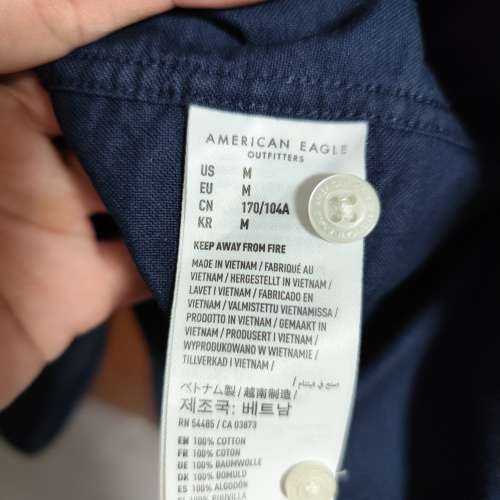 AMERICAN EAGLE
OUTFITTERS
US M
EU M
CN 170/104A
KR M
KEEP AWAY FROM FIRE
MADE IN VIETNAM / FABRIQUÉ AU
VIETNAM / HERGESTELLT IN VIETNAM /
LAVET I VIETNAM / FABRICADO EN
VIETNAM / VALMISTETTU VIETNAMISSA /
PRODOTTO IN VIETNAM / GEMAAKT IN
VIETNAM / PRODUSERT I VIETNAM /
WYPRODUKOWANO W WIETNAMIE /
TILLVERKAD I VIETNAM /
صنع في فيتنام /
ベトナム製 / 越南制造 /
제조국: 베트남
RN 54485 / CA 03873
EN 100% COTTON
FR 100% COTON
DE 100% BAUMWOLLE
DK 100% BOMULD
ES 100% ALGODÓN